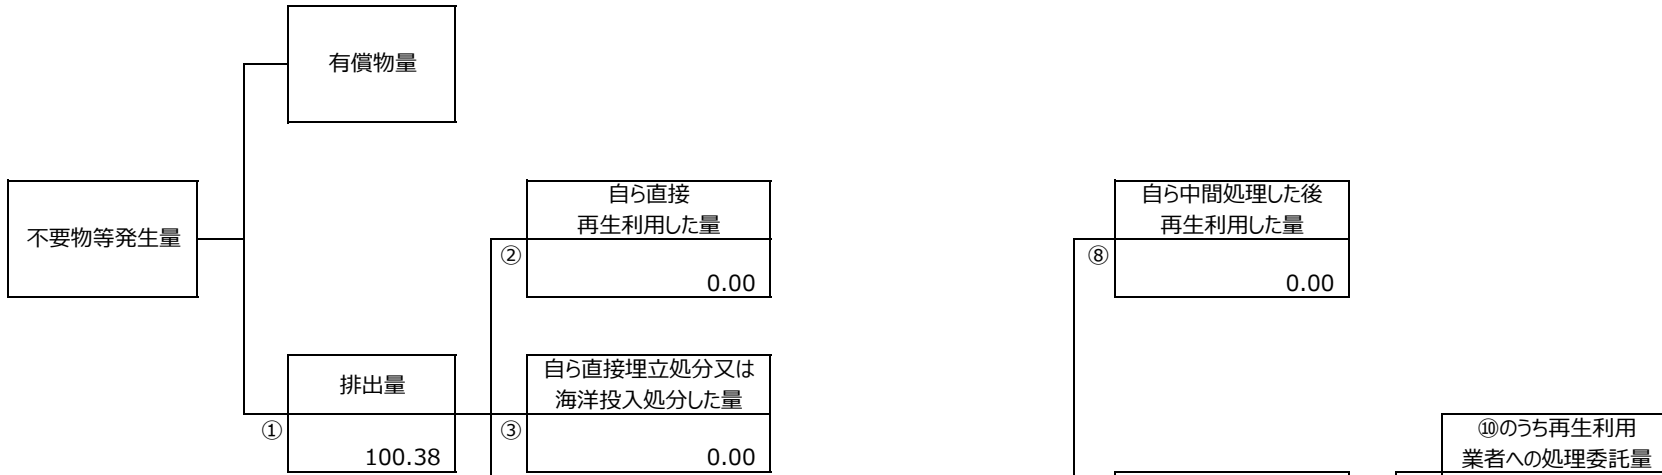 有償物量
不要物等発生量
自ら直接
再生利用した量
②
0.00
自ら中間処理した後
再生利用した量
⑧
0.00
排出量
①
100.38
自ら直接埋立処分又は
海洋投入処分した量
③
0.00
⑩のうち再生利用
業者への処理委託量